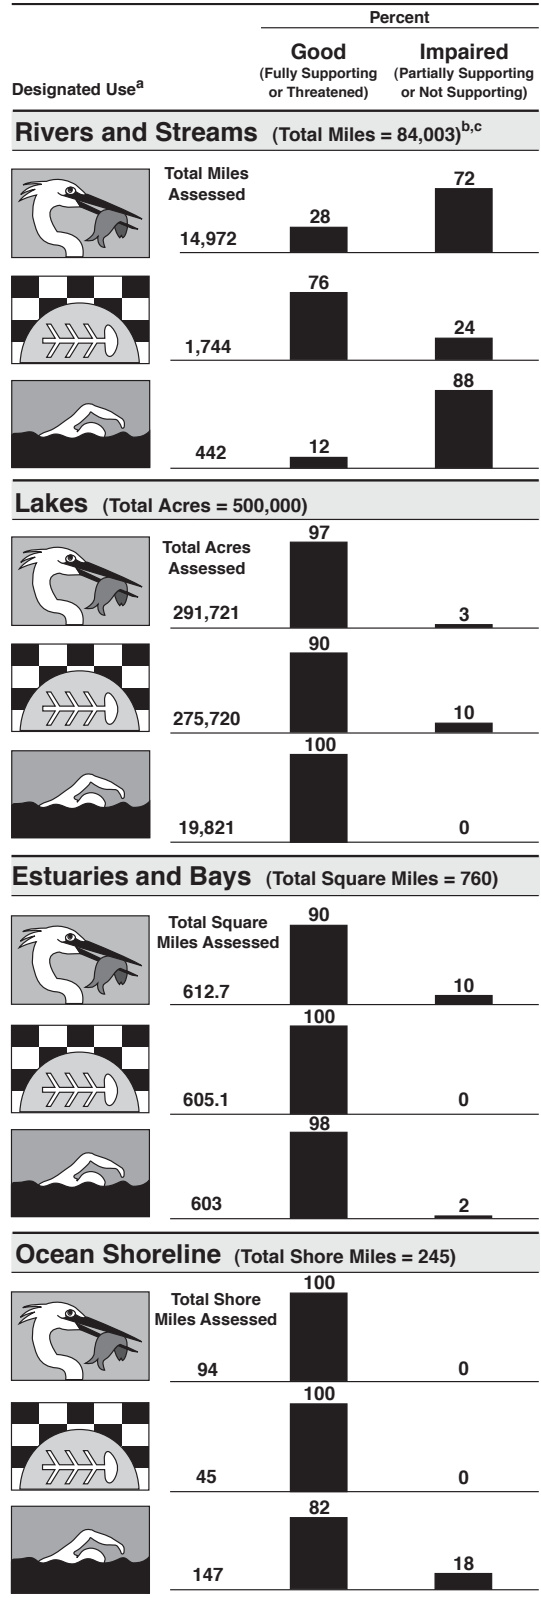 Percent
Good Impaired
(Fully Supporting (Partially Supporting
Designated Use^a or Threatened) or Not Supporting)
Rivers and Streams (Total Miles = 84,003)^b,c
Total Miles
Assessed
72
28
14,972
76
24
1,744
88
12
442
Lakes (Total Acres = 500,000)
97
Total Acres
Assessed
291,721 3
90
10
275,720
100
19,821 0
Estuaries and Bays (Total Square Miles = 760)
90
Total Square
Miles Assessed
10
612.7
100
605.1 0
98
603 2
Ocean Shoreline (Total Shore Miles = 245)
100
Total Shore
Miles Assessed
94 0
100
45 0
82
18
147